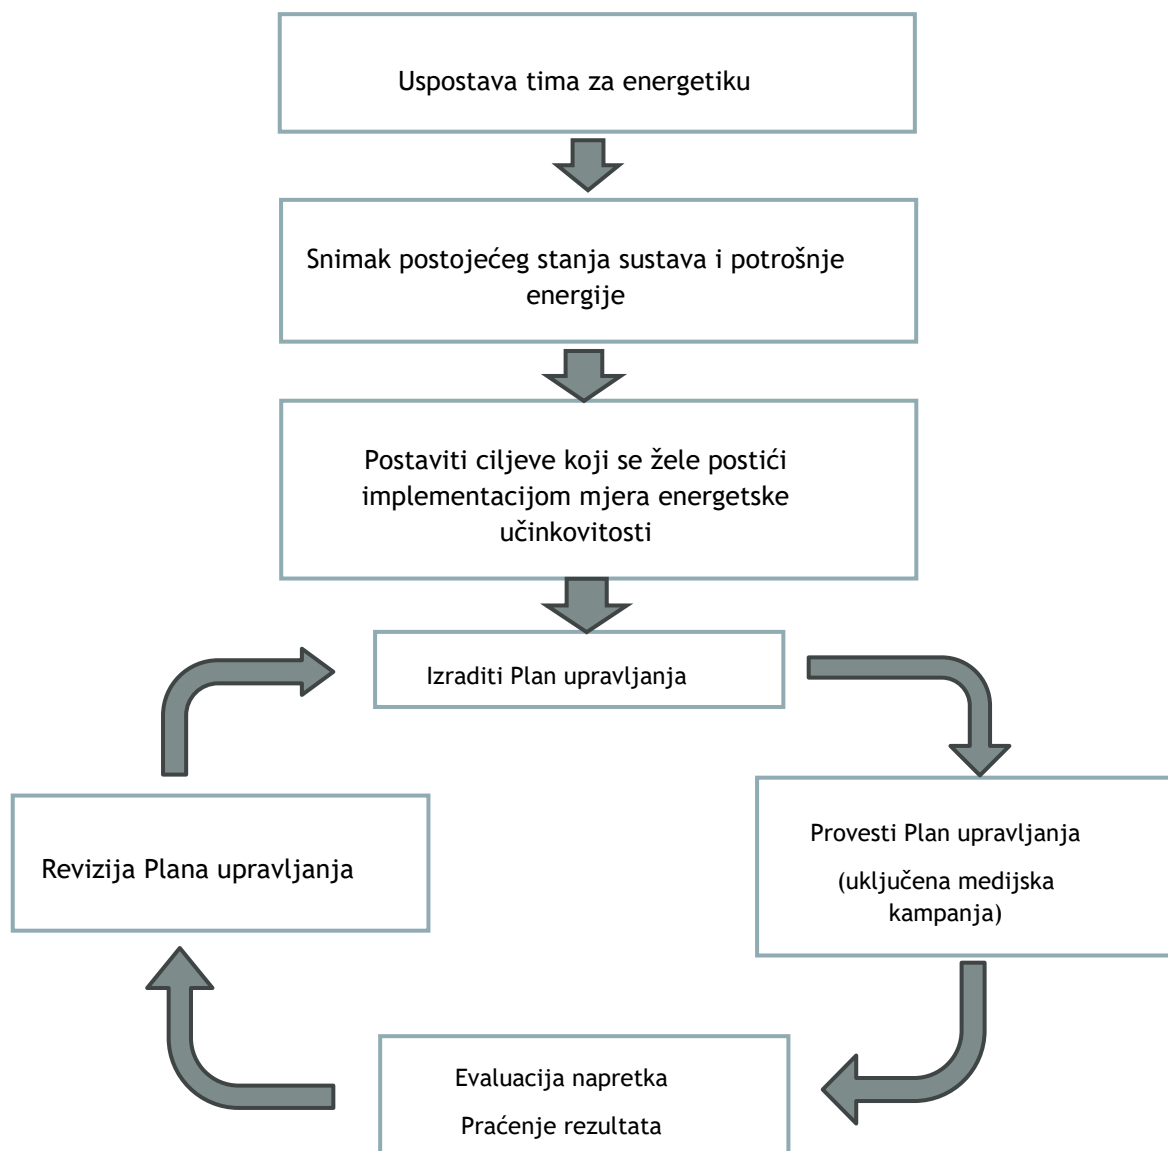 Uspostava tima za energetiku
Snimak postojećeg stanja sustava i potrošnje
energije
Postaviti ciljeve koji se žele postići
implementacijom mjera energetske
učinkovitosti
Izraditi Plan upravljanja
Provesti Plan upravljanja
(uključena medijska
kampanja)
Revizija Plana upravljanja
Evaluacija napretka
Praćenje rezultata